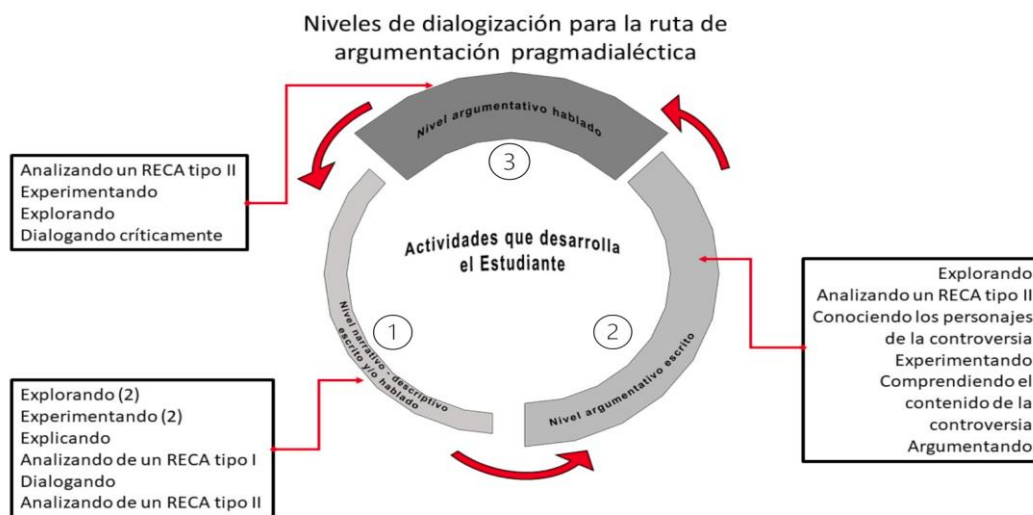 Niveles de dialogización para la ruta de
argumentación pragmadialéctica
Nivel argumentativo hablado
3
Analizando un RECA tipo II
Experimentando
Explorando
Dialogando críticamente
Actividades que desarrolla
el Estudiante
1
Nivel narrativo - descriptivo
escrito y/o hablado
2
Nivel argumentativo escrito
Explorando
Analizando un RECA tipo II
Conociendo los personajes
de la controversia
Experimentando
Comprendiendo el
contenido de la
controversia
Argumentando
Explorando (2)
Experimentando (2)
Explicando
Analizando de un RECA tipo I
Dialogando
Analizando de un RECA tipo II